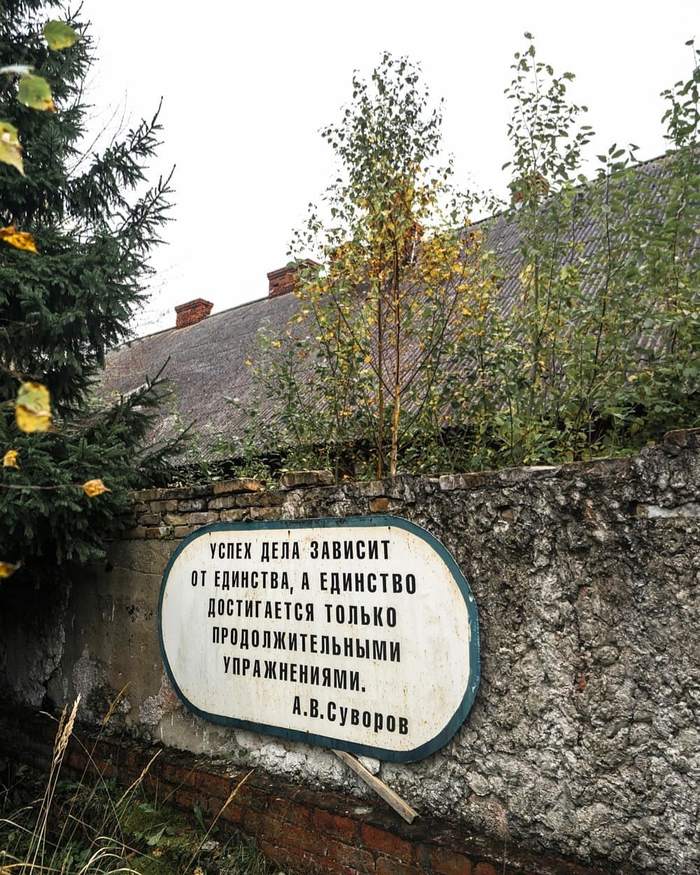 УСПЕХ ДЕЛА ЗАВИСИТ
ОТ ЕДИНСТВА, А ЕДИНСТВО
ДОСТИГАЕТСЯ ТОЛЬКО
ПРОДОЛЖИТЕЛЬНЫМИ
УПРАЖНЕНИЯМИ.
А.В.Суворов